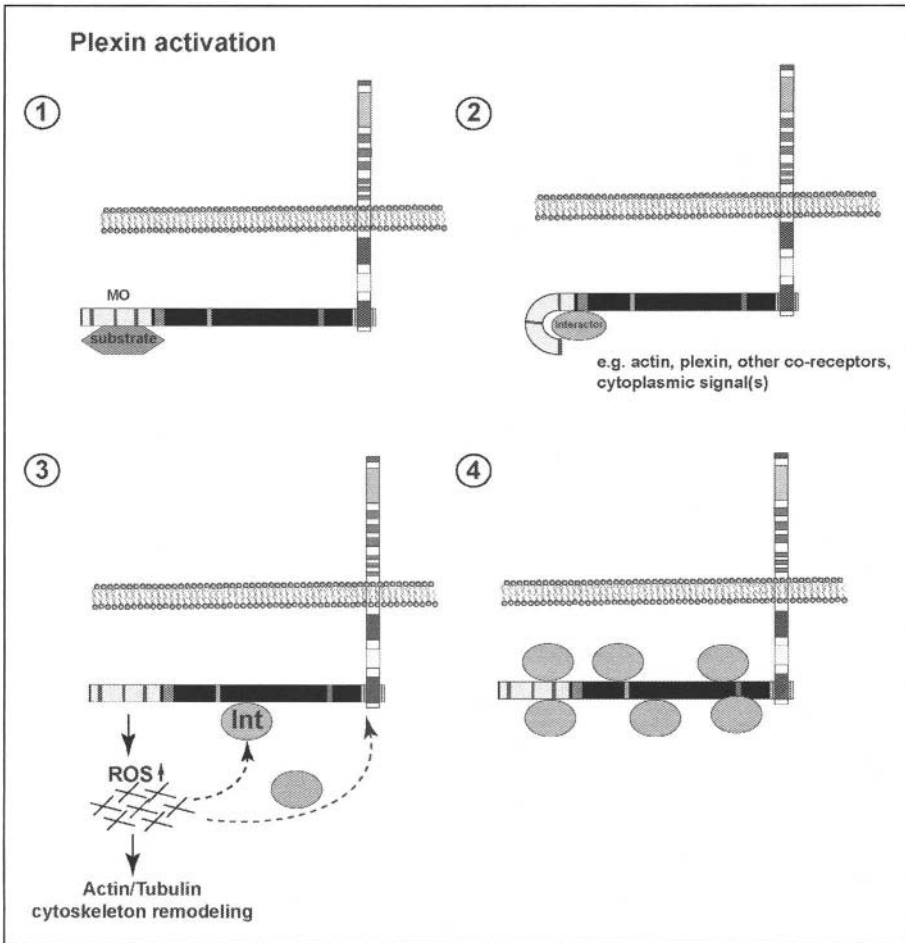 Plexin activation
1
2
MO
substrate
interactor
e.g. actin, plexin, other co-receptors,
cytoplasmic signal(s)
3
4
Int
ROS
Actin/Tubulin
cytoskeleton remodeling